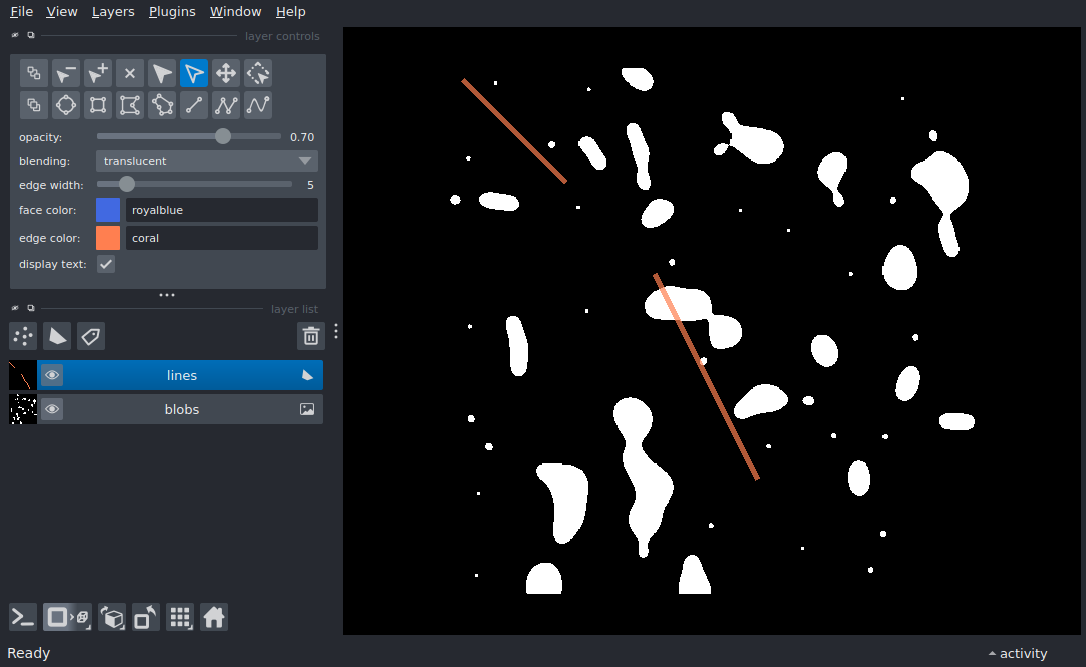 File View Layers Plugins Window Help
layer controls
opacity: 0.70
blending: translucent
edge width: 5
face color: royalblue
edge color: coral
display text:
layer list
lines
blobs
Ready
activity